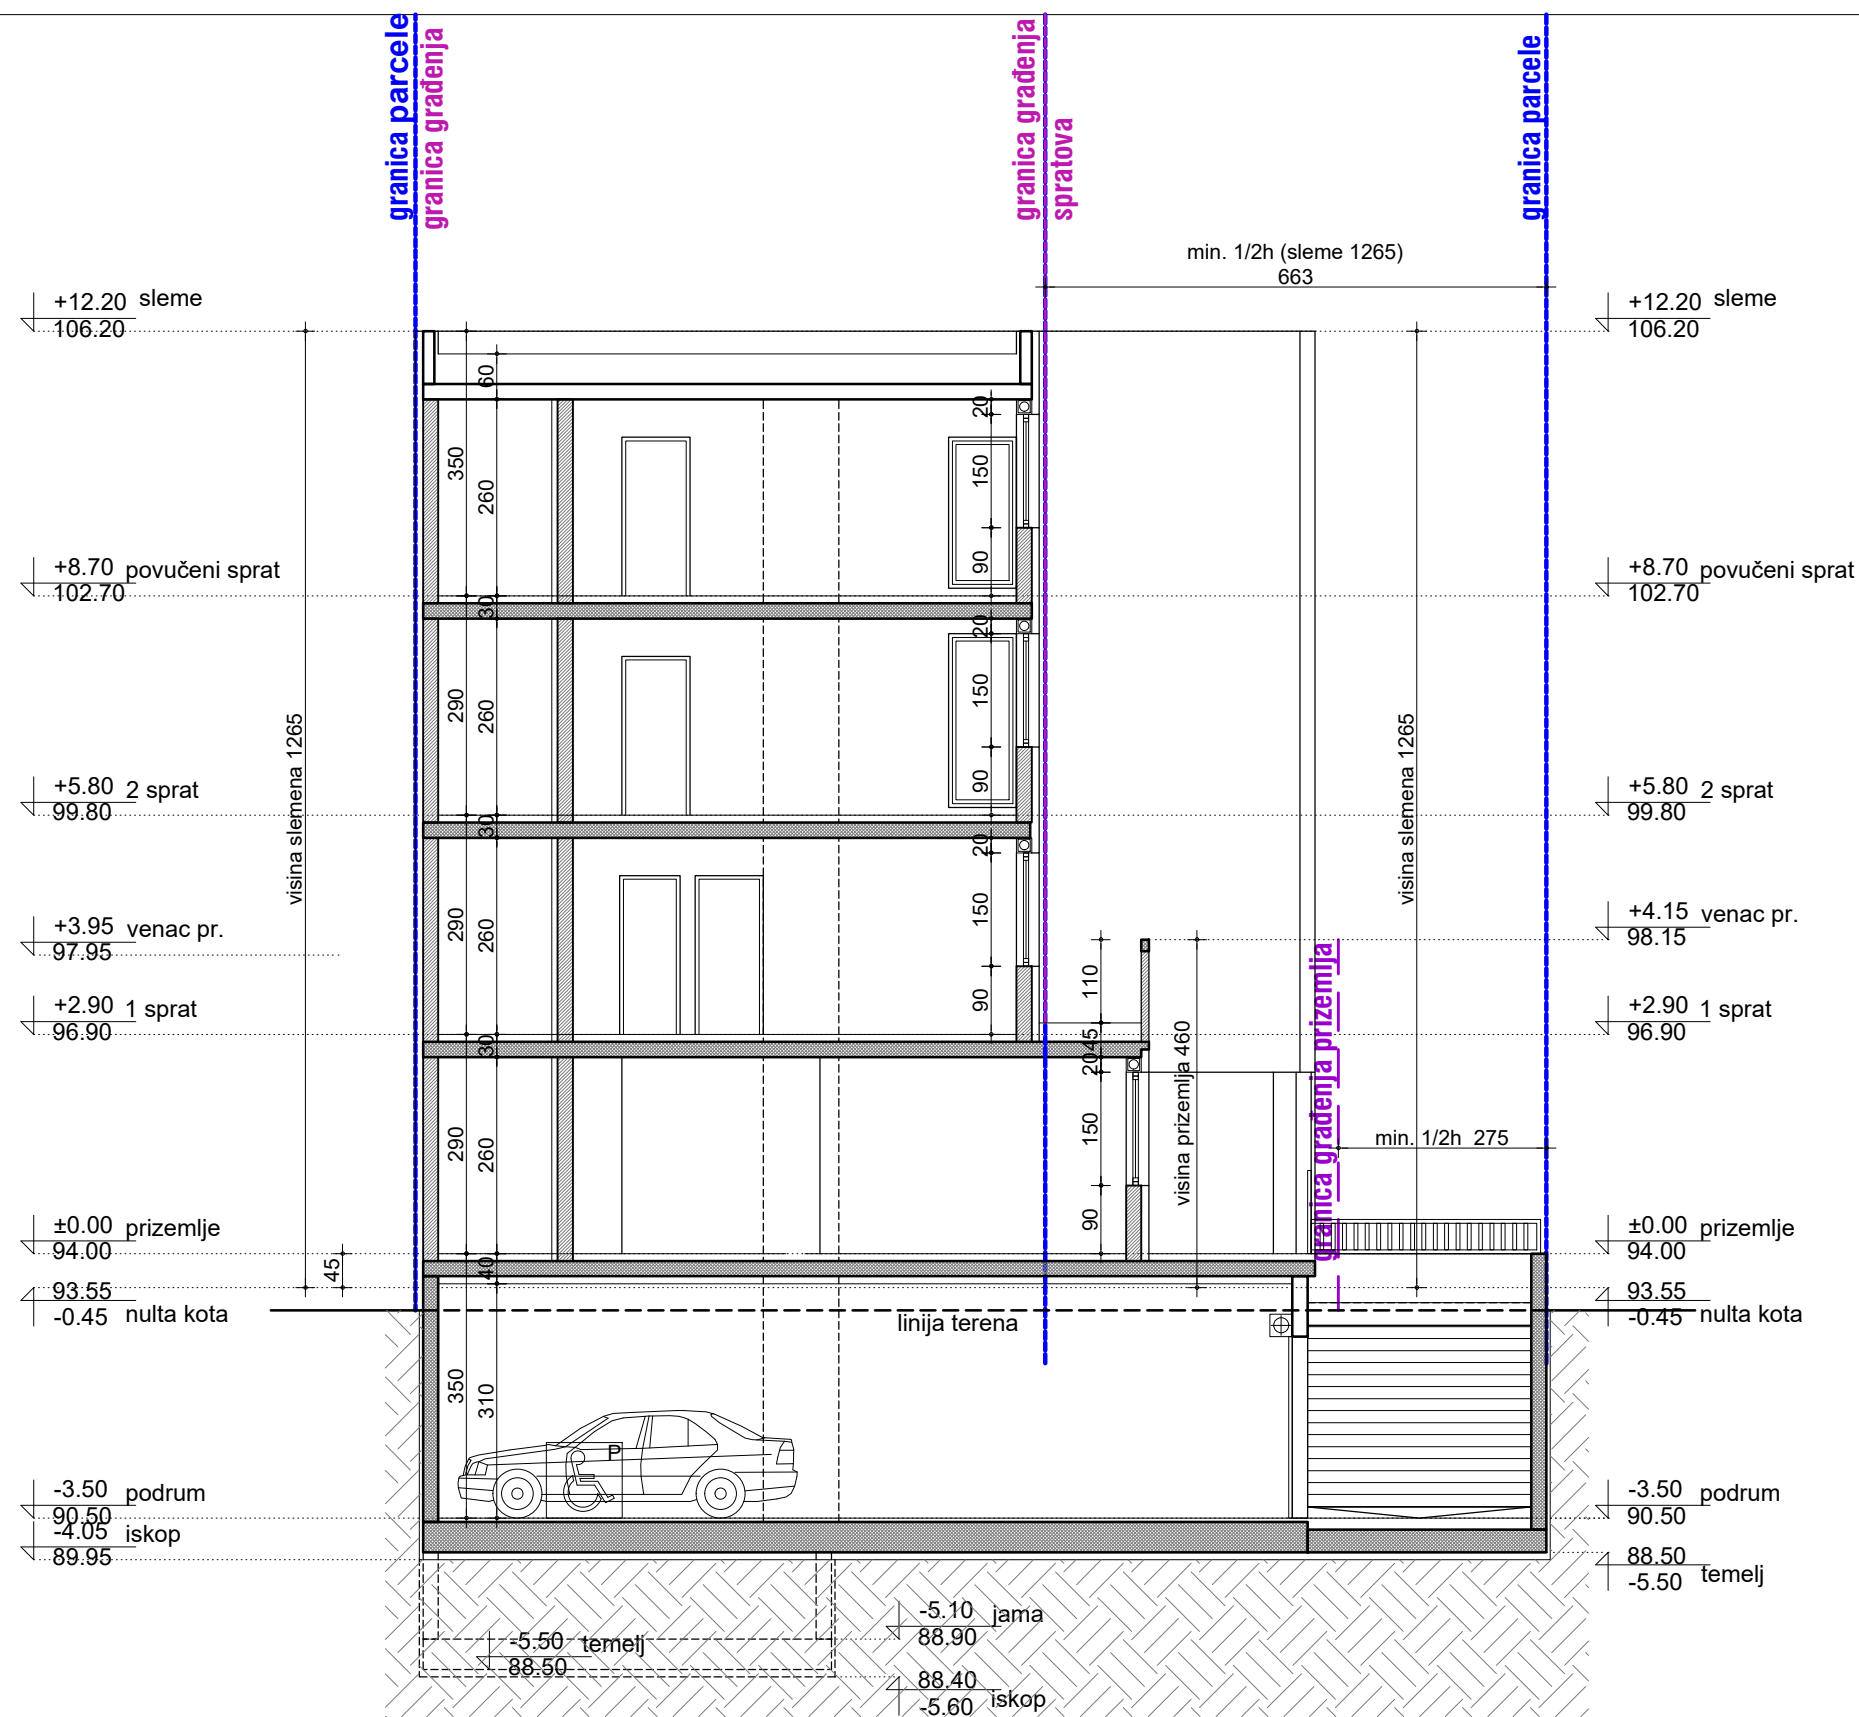 granica parcele
granica građenja
granica građenja
spratova
granica parcele
min. 1/2h (sleme 1265)
663
+12.20 sleme
106.20
+12.20 sleme
106.20
60
20
350
260
150
90
+8.70 povučeni sprat
102.70
+8.70 povučeni sprat
102.70
30
20
290
260
150
90
visina slemena 1265
visina slemena 1265
+5.80 2 sprat
99.80
+5.80 2 sprat
99.80
30
20
290
260
150
90
+3.95 venac pr.
97.95
+4.15 venac pr.
98.15
110
+2.90 1 sprat
96.90
+2.90 1 sprat
96.90
30
45
20
290
260
150
90
visina prizemlja 460
granica građenja prizemlja
min. 1/2h 275
±0.00 prizemlje
94.00
±0.00 prizemlje
94.00
45
40
93.55
-0.45 nulta kota
93.55
-0.45 nulta kota
linija terena
350
310
P
-3.50 podrum
90.50
-3.50 podrum
90.50
-4.05 iskop
89.95
88.50
-5.50 temelj
-5.10 jama
88.90
-5.50 temelj
88.50
88.40
-5.60 iskop